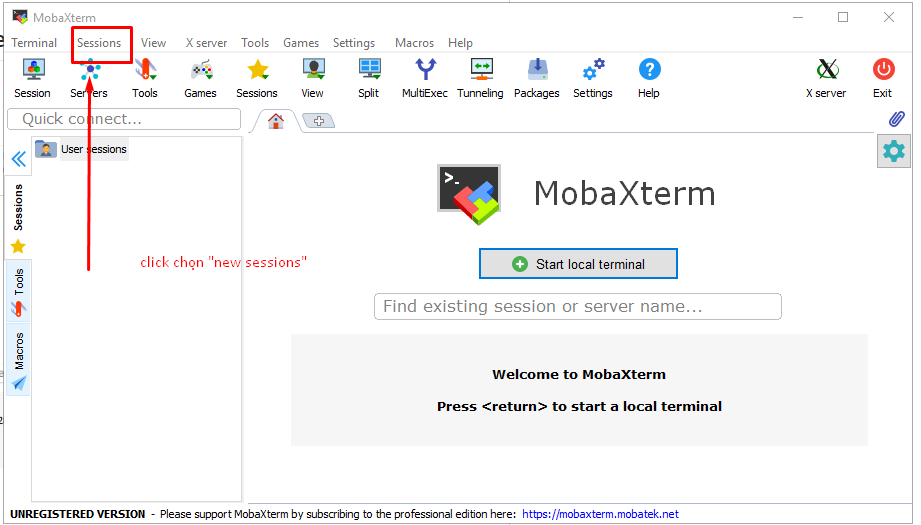 MobaXterm
Terminal Sessions View X server Tools Games Settings Macros Help
Session Servers Tools Games Sessions View Split MultiExec Tunneling Packages Settings Help X server Exit
Quick connect...
User sessions
Sessions
Tools
Macros
>_
MobaXterm
click chọn "new sessions"
Start local terminal
Find existing session or server name...
Welcome to MobaXterm
Press <return> to start a local terminal
UNREGISTERED VERSION - Please support MobaXterm by subscribing to the professional edition here: https://mobaxterm.mobatek.net